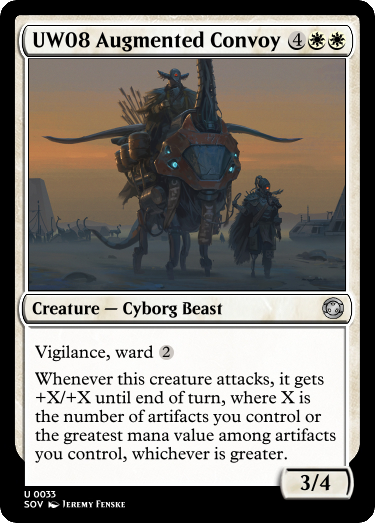 UW08 Augmented Convoy 4
Creature — Cyborg Beast
Vigilance, ward 2
Whenever this creature attacks, it gets
+X/+X until end of turn, where X is
the number of artifacts you control or
the greatest mana value among artifacts
you control, whichever is greater.
3/4
U 0033
SOV Jeremy Fenske